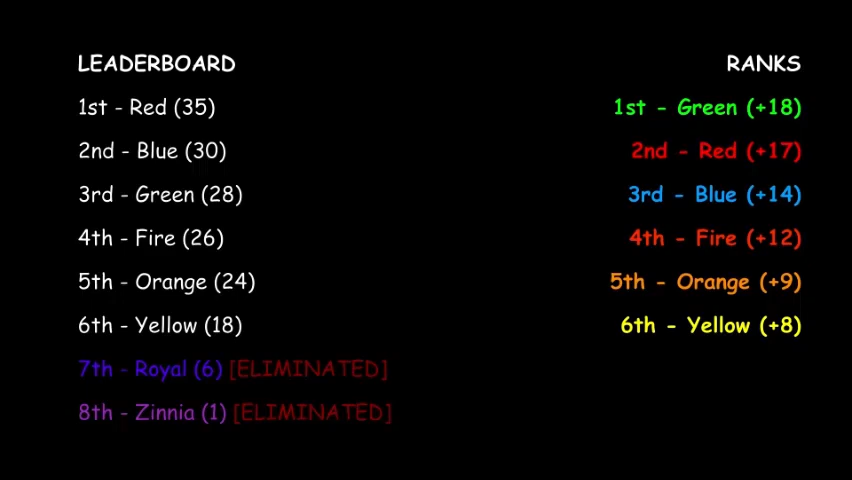 LEADERBOARD
1st - Red (35)
2nd - Blue (30)
3rd - Green (28)
4th - Fire (26)
5th - Orange (24)
6th - Yellow (18)
7th - Royal (6) [ELIMINATED]
8th - Zinnia (1) [ELIMINATED]
RANKS
1st - Green (+18)
2nd - Red (+17)
3rd - Blue (+14)
4th - Fire (+12)
5th - Orange (+9)
6th - Yellow (+8)